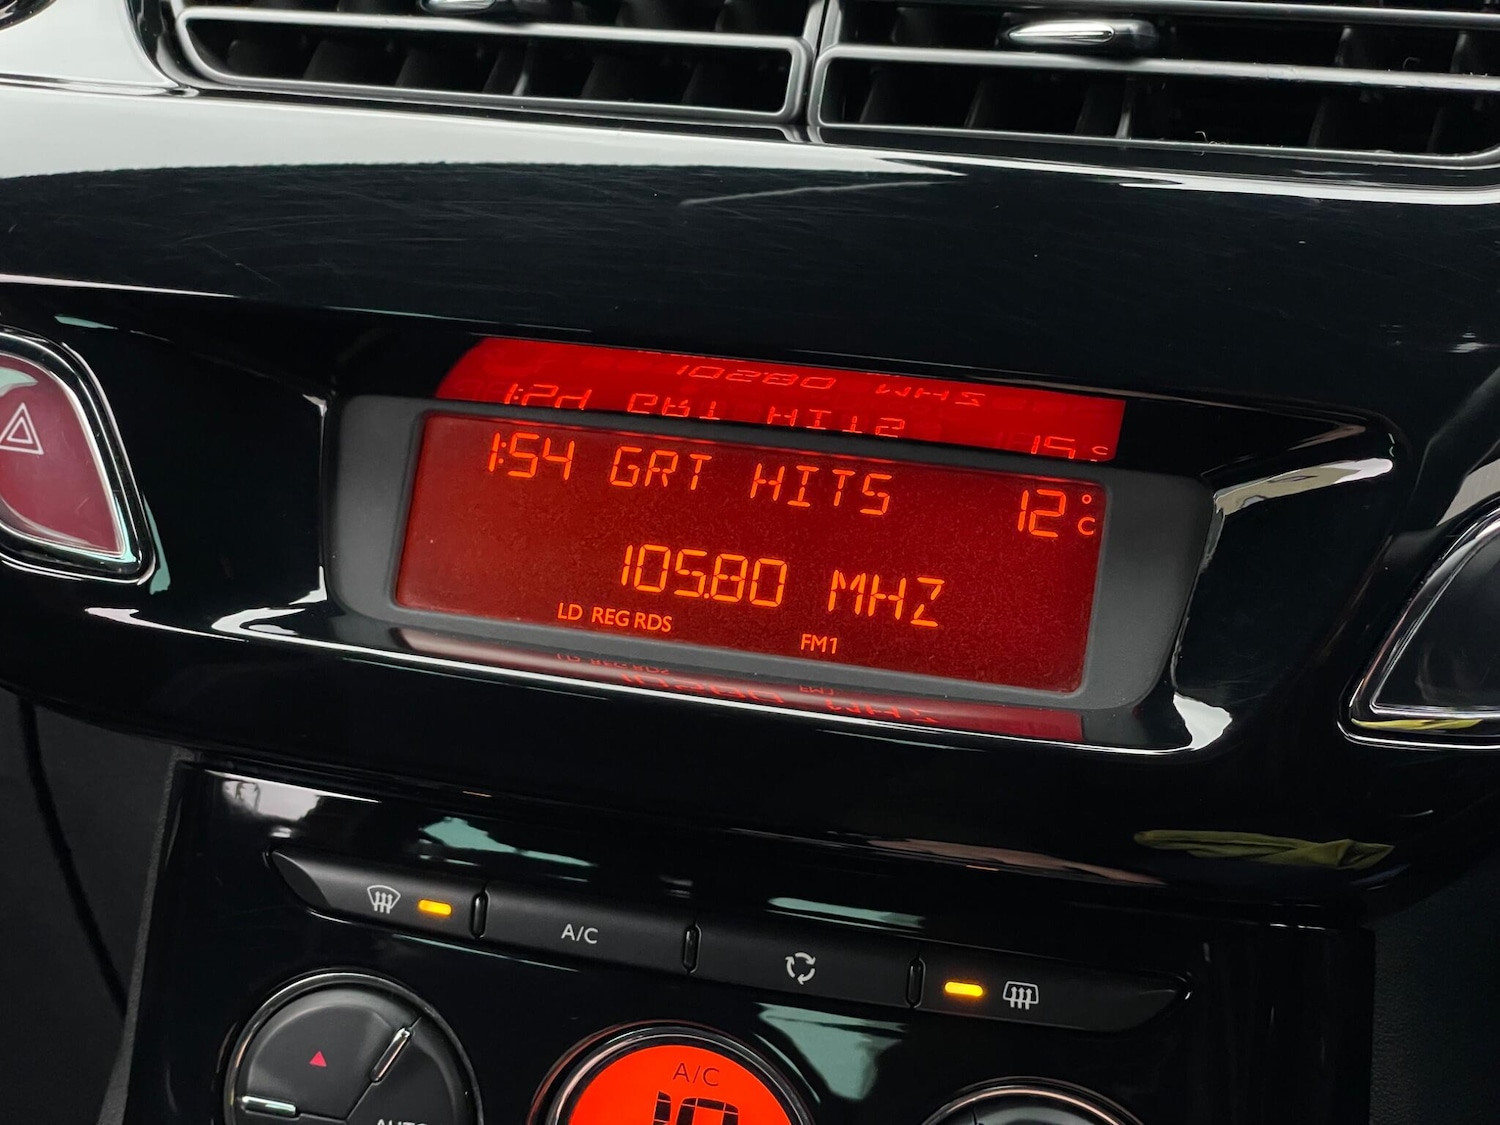 1:54 GRT HITS 12°C
105.80 MHZ
LD REG RDS FM1
A/C
A/C